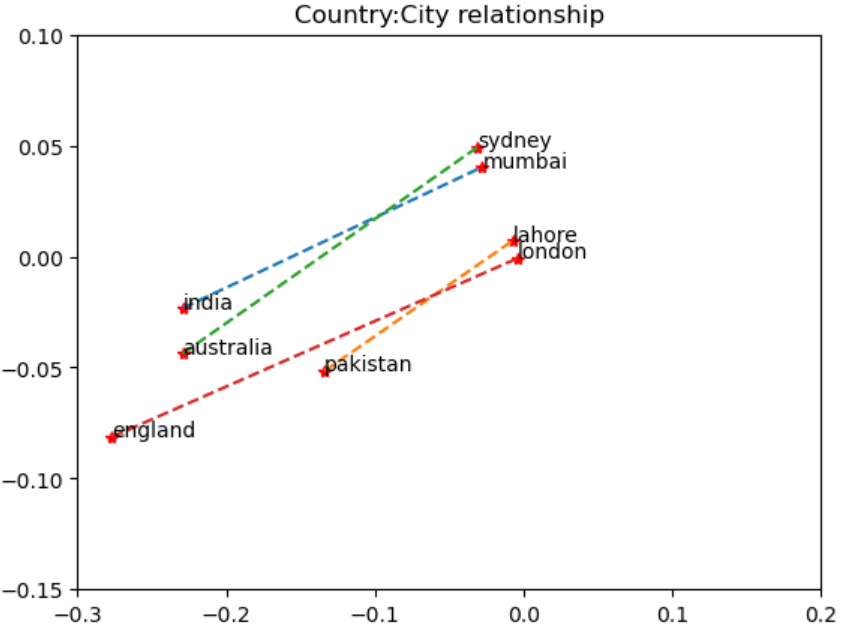 Country:City relationship
0.10
0.05
0.00
−0.05
−0.10
−0.15
sydney
mumbai
lahore
london
india
australia
pakistan
england
−0.3
−0.2
−0.1
0.0
0.1
0.2